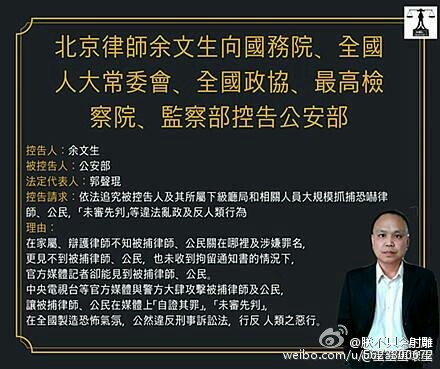 北京律師余文生向國務院、全國
人大常委會、全國政協、最高檢
察院、監察部控告公安部
控告人：余文生
被控告人：公安部
法定代表人：郭聲琨
控告請求：依法追究被控告人及其所屬下級廳局和相關人員大規模抓捕恐嚇律
師、公民，「未審先判」等違法亂政及反人類行為
理由：
在家屬、辯護律師不知被捕律師、公民關在哪裡及涉嫌罪名，
更見不到被捕律師、公民，也未收到拘留通知書的情況下，
官方媒體記者卻能見到被捕律師、公民。
中央電視台等官方媒體與警方大肆攻擊被捕律師及公民，
讓被捕律師、公民在媒體上「自證其罪」，「未審先判」，
在全國製造恐怖氣氛，公然違反刑事訴訟法，行反 人類之惡行。
weibo.com/u/